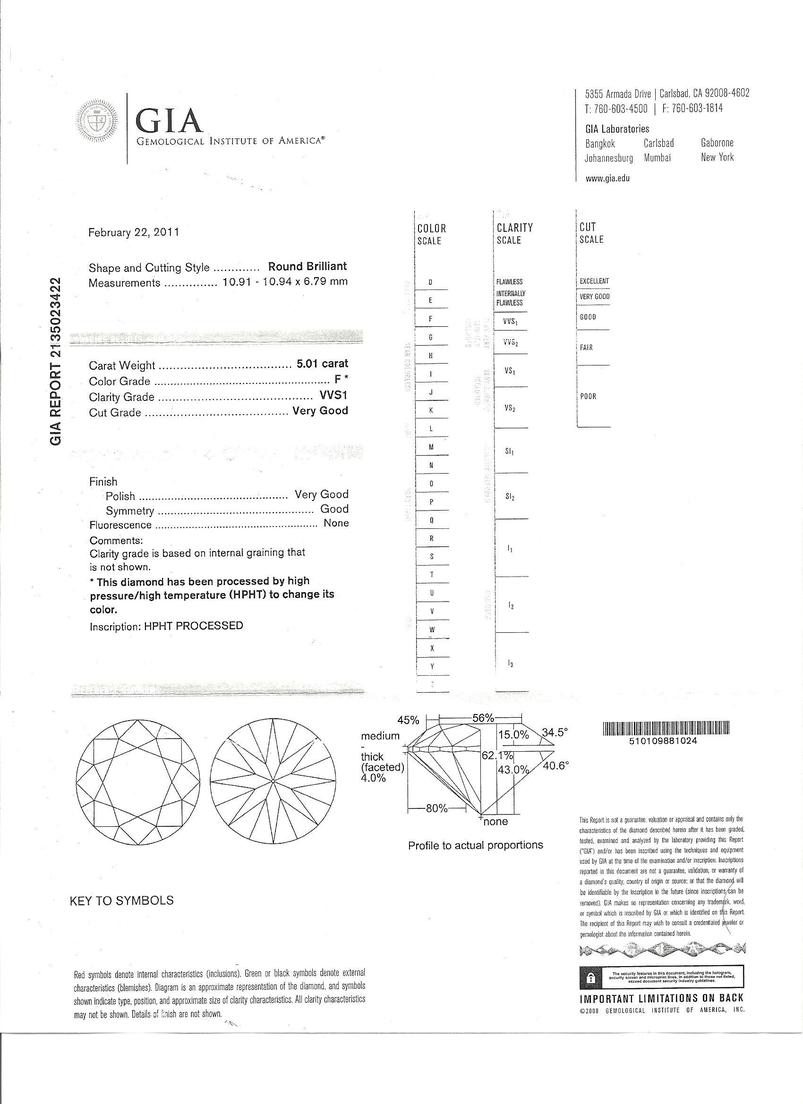 GIA
GEMOLOGICAL INSTITUTE OF AMERICA®
5355 Armada Drive | Carlsbad, CA 92008-4602
T: 760-603-4500 | F: 760-603-1814
GIA Laboratories
Bangkok Carlsbad Gaborone
Johannesburg Mumbai New York
www.gia.edu
GIA REPORT 2135023422
February 22, 2011
Shape and Cutting Style ............. Round Brilliant
Measurements ............... 10.91 - 10.94 x 6.79 mm
Carat Weight ..................................... 5.01 carat
Color Grade ................................................. F *
Clarity Grade ........................................... VVS1
Cut Grade ........................................ Very Good
Finish
Polish .......................................... Very Good
Symmetry ............................................ Good
Fluorescence ............................................. None
Comments:
Clarity grade is based on internal graining that
is not shown.
* This diamond has been processed by high
pressure/high temperature (HPHT) to change its
color.
Inscription: HPHT PROCESSED
COLOR
SCALE
D
E
F
G
H
I
J
K
L
M
N
O
P
Q
R
S
T
U
V
W
X
Y
CLARITY
SCALE
FLAWLESS
INTERNALLY
FLAWLESS
VVS1
VVS2
VS1
VS2
SI1
SI2
I1
I2
I3
CUT
SCALE
EXCELLENT
VERY GOOD
GOOD
FAIR
POOR
45%
56%
medium
-
thick
(faceted)
4.0%
15.0%
34.5°
62.1%
43.0%
40.6°
80%
none
Profile to actual proportions
510109881024
KEY TO SYMBOLS
Red symbols denote internal characteristics (inclusions). Green or black symbols denote external
characteristics (blemishes). Diagram is an approximate representation of the diamond, and symbols
shown indicate type, position, and approximate size of clarity characteristics. All clarity characteristics
may not be shown. Details of finish are not shown.
This Report is not a guarantee, valuation or appraisal and contains only the
characteristics of the diamond described herein after it has been graded,
tested, examined and analyzed by the laboratory providing this Report
("GIA") and/or has been inscribed using the techniques and equipment
used by GIA at the time of the examination and/or inscription. Inscriptions
reported in this document are not a guarantee, validation, or warranty of
a diamond's quality, country of origin or source; or that the diamond will
be identifiable by the inscription in the future (since inscriptions can be
removed). GIA makes no representation concerning any trademark, word,
or symbol which is inscribed by GIA or which is identified on this Report.
The recipient of this Report may wish to consult a credentialed jeweler or
gemologist about the information contained herein.
The security features in this document, including the hologram,
security screen and microprint lines, in addition to those not listed,
exceed document security industry guidelines.
IMPORTANT LIMITATIONS ON BACK
©2008 GEMOLOGICAL INSTITUTE OF AMERICA, INC.